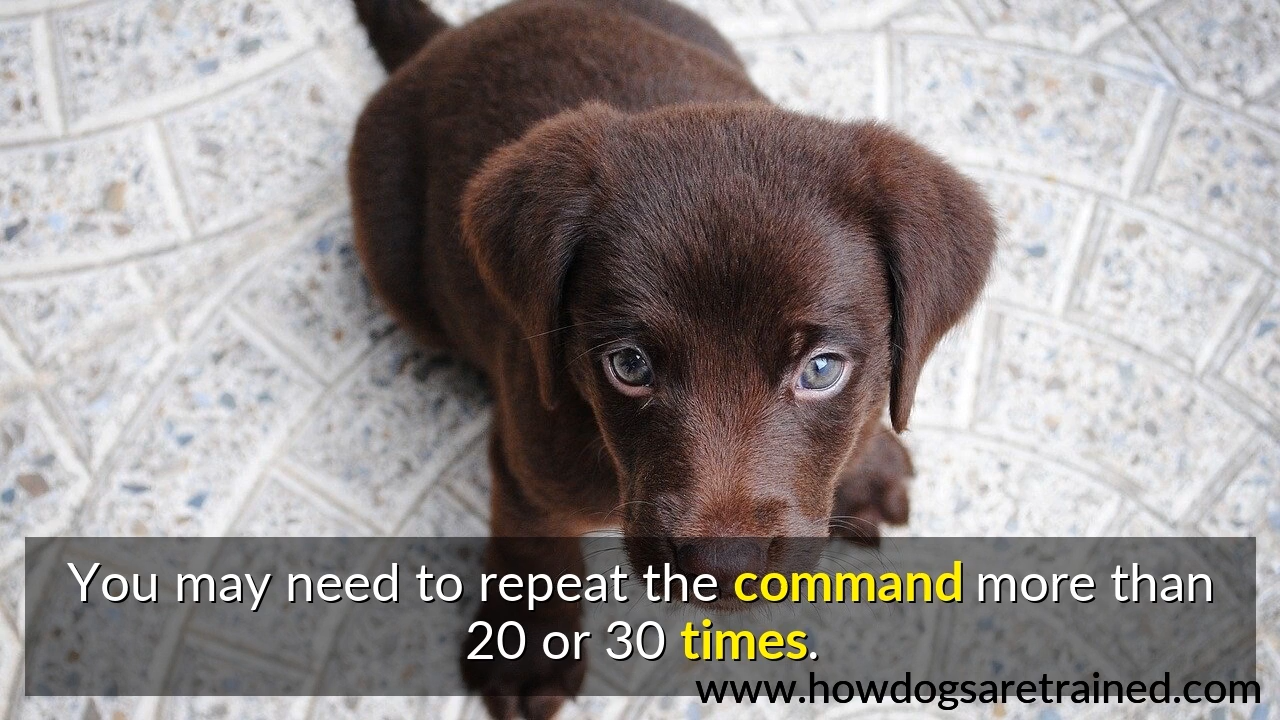 You may need to repeat the command more than
20 or 30 times.
www.howdogsaretrained.com